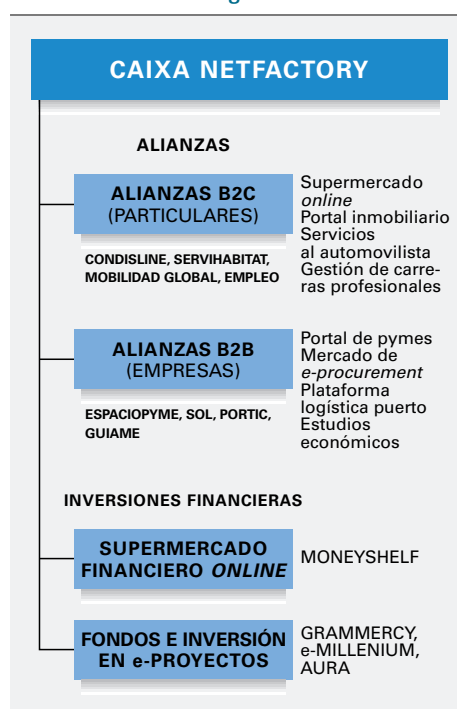 CAIXA NETFACTORY
ALIANZAS
ALIANZAS B2C
(PARTICULARES)
CONDISLINE, SERVIHABITAT,
MOBILIDAD GLOBAL, EMPLEO
Supermercado
online
Portal inmobiliario
Servicios
al automovilista
Gestión de carre-
ras profesionales
ALIANZAS B2B
(EMPRESAS)
ESPACIOPYME, SOL, PORTIC,
GUIAME
Portal de pymes
Mercado de
e-procurement
Plataforma
logística puerto
Estudios
económicos
INVERSIONES FINANCIERAS
SUPERMERCADO
FINANCIERO ONLINE
MONEYSHELF
FONDOS E INVERSIÓN
EN e-PROYECTOS
GRAMMERCY,
e-MILLENIUM,
AURA